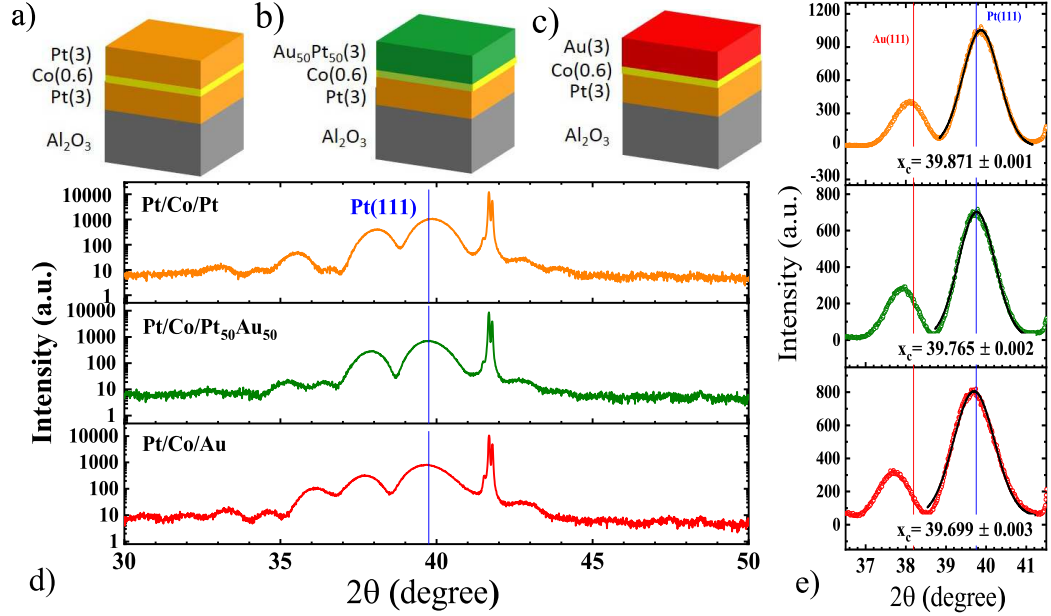 a)
Pt(3)
Co(0.6)
Pt(3)
Al₂O₃
b)
Au₅₀Pt₅₀(3)
Co(0.6)
Pt(3)
Al₂O₃
c)
Au(3)
Co(0.6)
Pt(3)
Al₂O₃
d)
Intensity (a.u.)
Pt/Co/Pt
Pt(111)
10000
1000
100
10
1
Pt/Co/Pt₅₀Au₅₀
10000
1000
100
10
1
Pt/Co/Au
10000
1000
100
10
1
30 35 40 45 50
2θ (degree)
e)
Intensity (a.u.)
1200
900
600
300
0
-300
Au(111)
Pt(111)
x_c = 39.871 ± 0.001
800
600
400
200
0
x_c = 39.765 ± 0.002
800
600
400
200
0
x_c = 39.699 ± 0.003
37 38 39 40 41
2θ (degree)